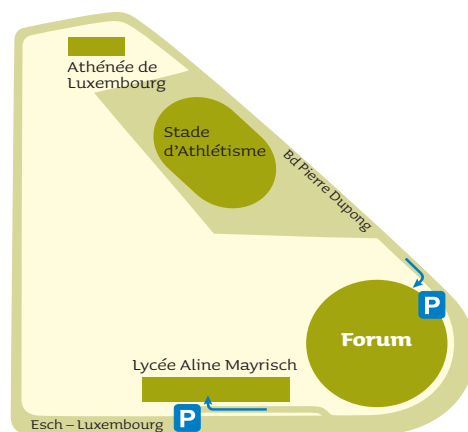 Athénée de
Luxembourg
Stade
d'Athlétisme
Bd Pierre Dupong
P
Forum
Lycée Aline Mayrisch
Esch – Luxembourg
P